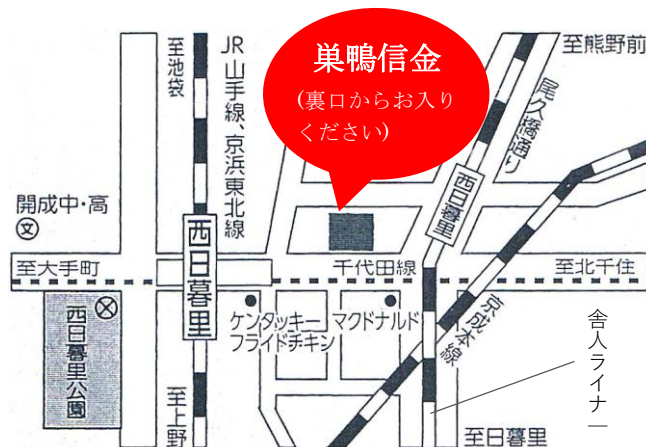 至池袋
JR山手線、京浜東北線
巣鴨信金
(裏口からお入り
ください)
至熊野前
尾久橋通り
西日暮里
開成中・高
文
至大手町
西日暮里
千代田線
至北千住
西日暮里公園
ケンタッキー
フライドチキン
マクドナルド
京成本線
舎人ライナー
至上野
至日暮里